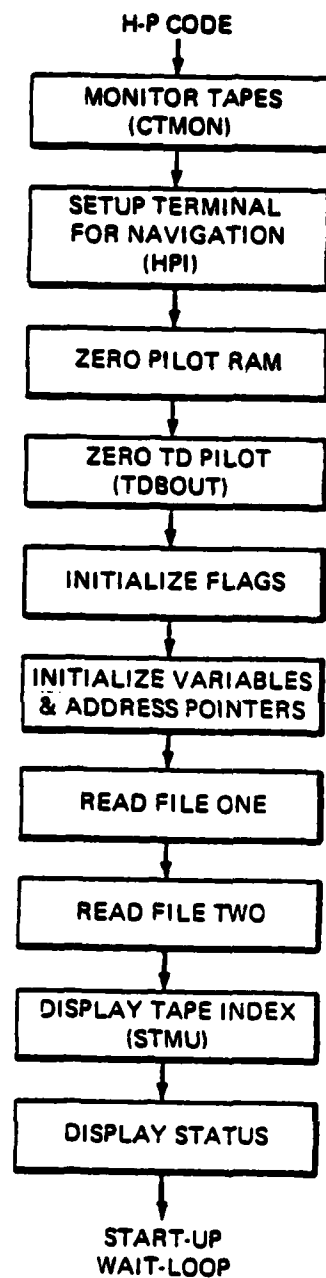 H-P CODE
MONITOR TAPES
(CTMON)
SETUP TERMINAL
FOR NAVIGATION
(HPI)
ZERO PILOT RAM
ZERO TD PILOT
(TDBOUT)
INITIALIZE FLAGS
INITIALIZE VARIABLES
& ADDRESS POINTERS
READ FILE ONE
READ FILE TWO
DISPLAY TAPE INDEX
(STMU)
DISPLAY STATUS
START-UP
WAIT-LOOP